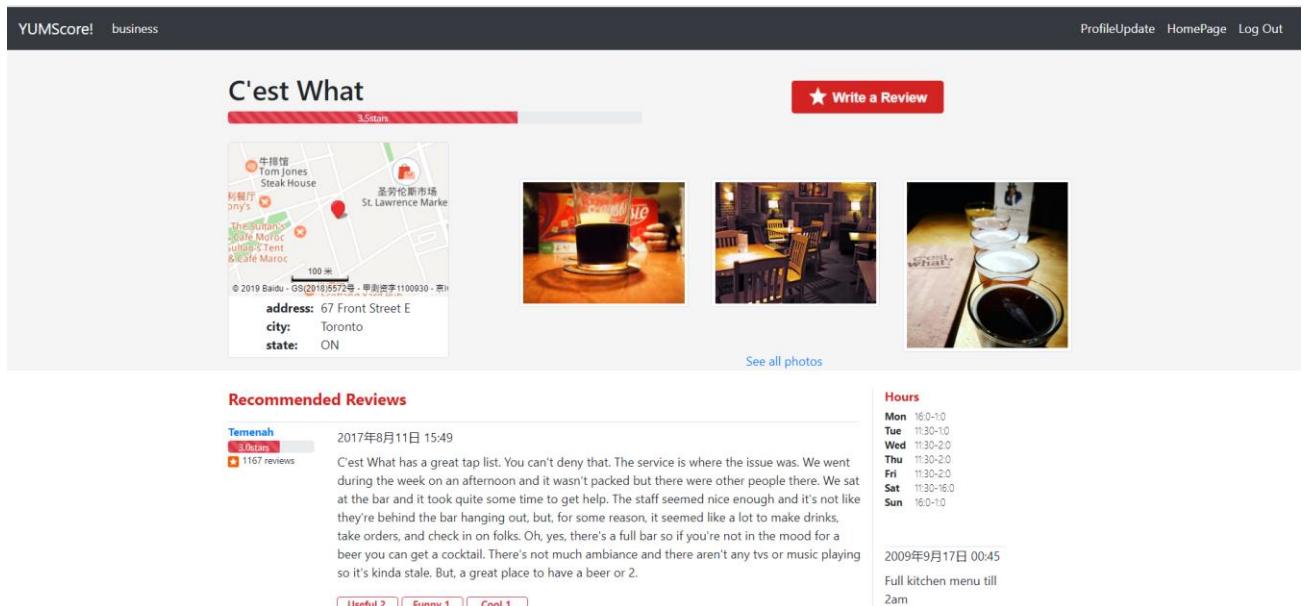 YUMScore! business ProfileUpdate HomePage Log Out
C'est What
Write a Review
3.5stars
牛排馆
Tom Jones
Steak House
圣劳伦斯市场
St. Lawrence Marke
利餐厅
ony's
The Sultan's
Café Moroc
Sultan's Tent
& Café Maroc
100 米
© 2019 Baidu - GS(2018)5572号 - 甲测资字1100930 - 京
address: 67 Front Street E
city: Toronto
state: ON
C'est
What?
See all photos
Recommended Reviews
Temenah
3.0stars
1167 reviews
2017年8月11日 15:49
C'est What has a great tap list. You can't deny that. The service is where the issue was. We went
during the week on an afternoon and it wasn't packed but there were other people there. We sat
at the bar and it took quite some time to get help. The staff seemed nice enough and it's not like
they're behind the bar hanging out, but, for some reason, it seemed like a lot to make drinks,
take orders, and check in on folks. Oh, yes, there's a full bar so if you're not in the mood for a
beer you can get a cocktail. There's not much ambiance and there aren't any tvs or music playing
so it's kinda stale. But, a great place to have a beer or 2.
Useful 2 Funny 1 Cool 1
Hours
Mon 16:0-1:0
Tue 11:30-1:0
Wed 11:30-2:0
Thu 11:30-2:0
Fri 11:30-2:0
Sat 11:30-16:0
Sun 16:0-1:0
2009年9月17日 00:45
Full kitchen menu till
2am